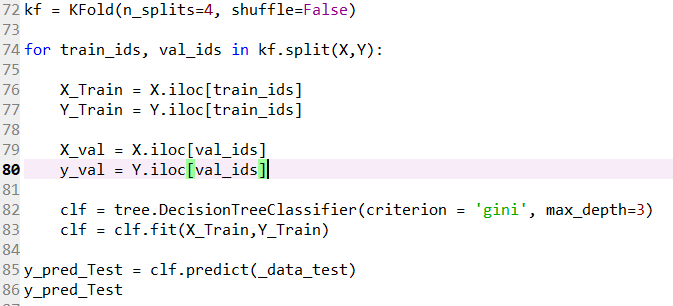 72 kf = KFold(n_splits=4, shuffle=False)
73
74 for train_ids, val_ids in kf.split(X,Y):
75
76     X_Train = X.iloc[train_ids]
77     Y_Train = Y.iloc[train_ids]
78
79     X_val = X.iloc[val_ids]
80     y_val = Y.iloc[val_ids]
81
82     clf = tree.DecisionTreeClassifier(criterion = 'gini', max_depth=3)
83     clf = clf.fit(X_Train,Y_Train)
84
85 y_pred_Test = clf.predict(_data_test)
86 y_pred_Test